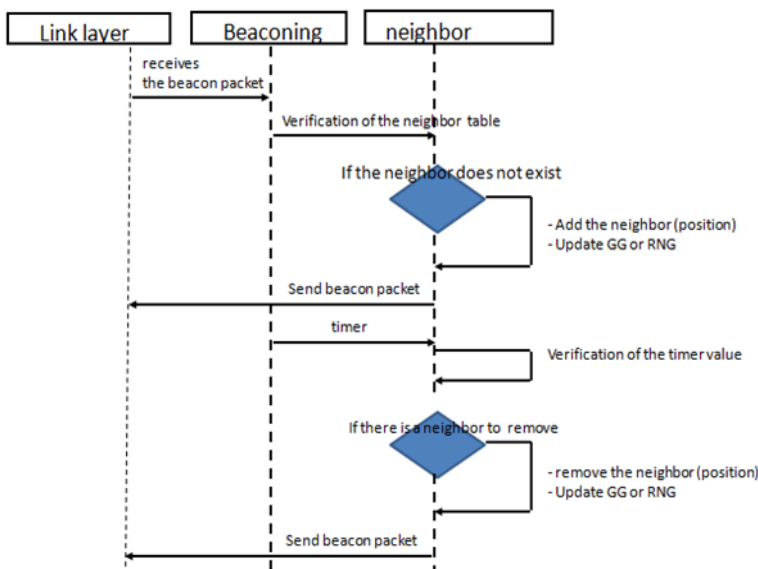 Link layer
Beaconing
neighbor
receives
the beacon packet
Verification of the neighbor table
If the neighbor does not exist
- Add the neighbor (position)
- Update GG or RNG
Send beacon packet
timer
Verification of the timer value
If there is a neighbor to remove
- remove the neighbor (position)
- Update GG or RNG
Send beacon packet